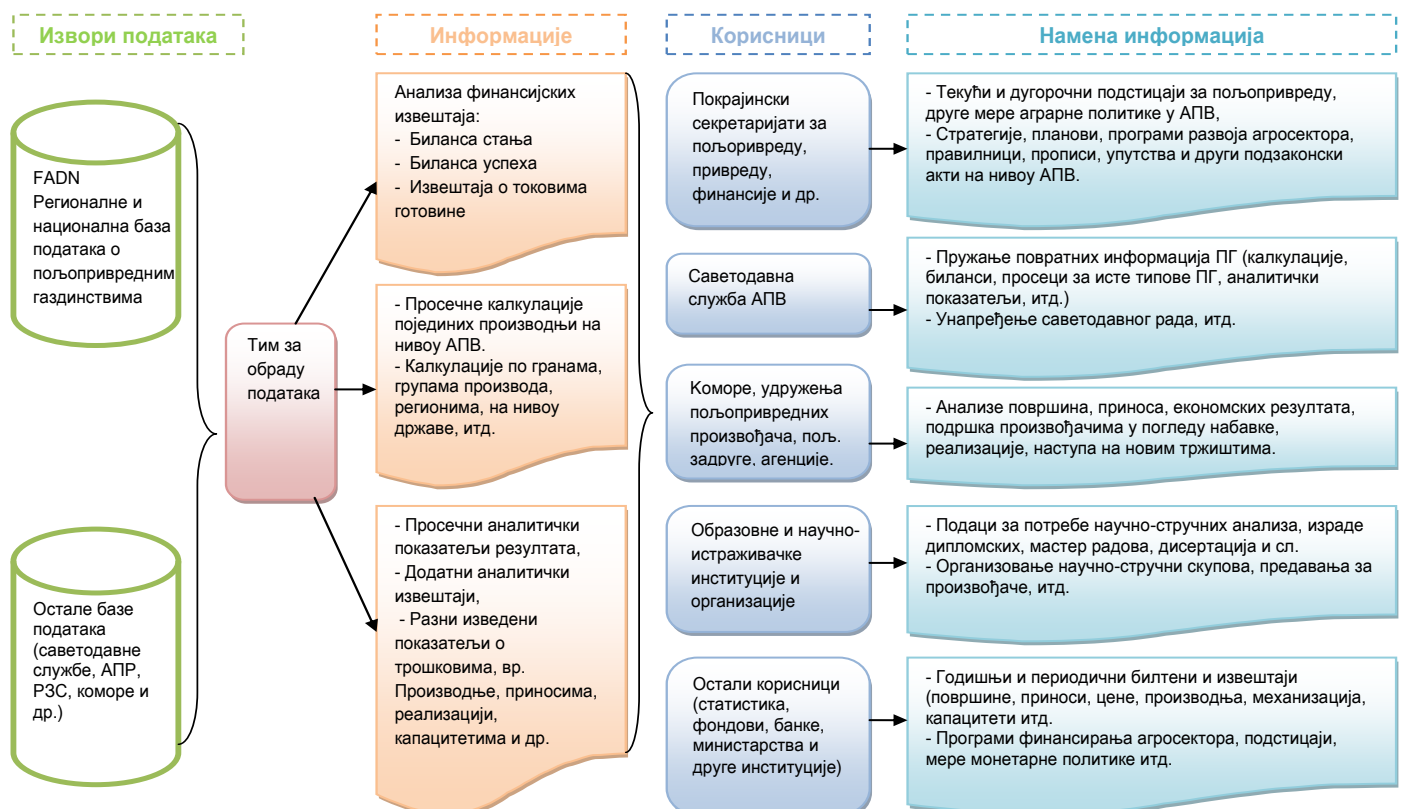 Извори података
Информације
Корисници
Намена информација
FADN
Регионалне и
национална база
података о
пољопривредним
газдинствима
Остале базе
података
(саветодавне
службе, АПР,
РЗС, коморе и
др.)
Тим за
обраду
података
Анализа финансијских
извештаја:
- Биланса стања
- Биланса успеха
- Извештаја о токовима
готовине
- Просечне калкулације
појединих производњи на
нивоу АПВ.
- Калкулације по гранама,
групама производа,
регионима, на нивоу
државе, итд.
- Просечни аналитички
показатељи резултата,
- Додатни аналитички
извештаји,
- Разни изведени
показатељи о
трошковима, вр.
Производње, приносима,
реализацији,
капацитетима и др.
Покрајински
секретаријати за
пољоривреду,
привреду,
финансије и др.
Саветодавна
служба АПВ
Коморе, удружења
пољопривредних
произвођача, пољ.
задруге, агенције.
Образовне и научно-
истраживачке
институције и
организације
Остали корисници
(статистика,
фондови, банке,
министарства и
друге институције)
- Текући и дугорочни подстицаји за пољопривреду,
друге мере аграрне политике у АПВ,
- Стратегије, планови, програми развоја агросектора,
правилници, прописи, упутства и други подзаконски
акти на нивоу АПВ.
- Пружање повратних информација ПГ (калкулације,
биланси, просеци за исте типове ПГ, аналитички
показатељи, итд.)
- Унапређење саветодавног рада, итд.
- Анализе површина, приноса, економских резултата,
подршка произвођачима у погледу набавке,
реализације, наступа на новим тржиштима.
- Подаци за потребе научно-стручних анализа, израде
дипломских, мастер радова, дисертација и сл.
- Организовање научно-стручни скупова, предавања за
произвођаче, итд.
- Годишњи и периодични билтени и извештаји
(површине, приноси, цене, производња, механизација,
капацитети итд.
- Програми финансирања агросектора, подстицаји,
мере монетарне политике итд.